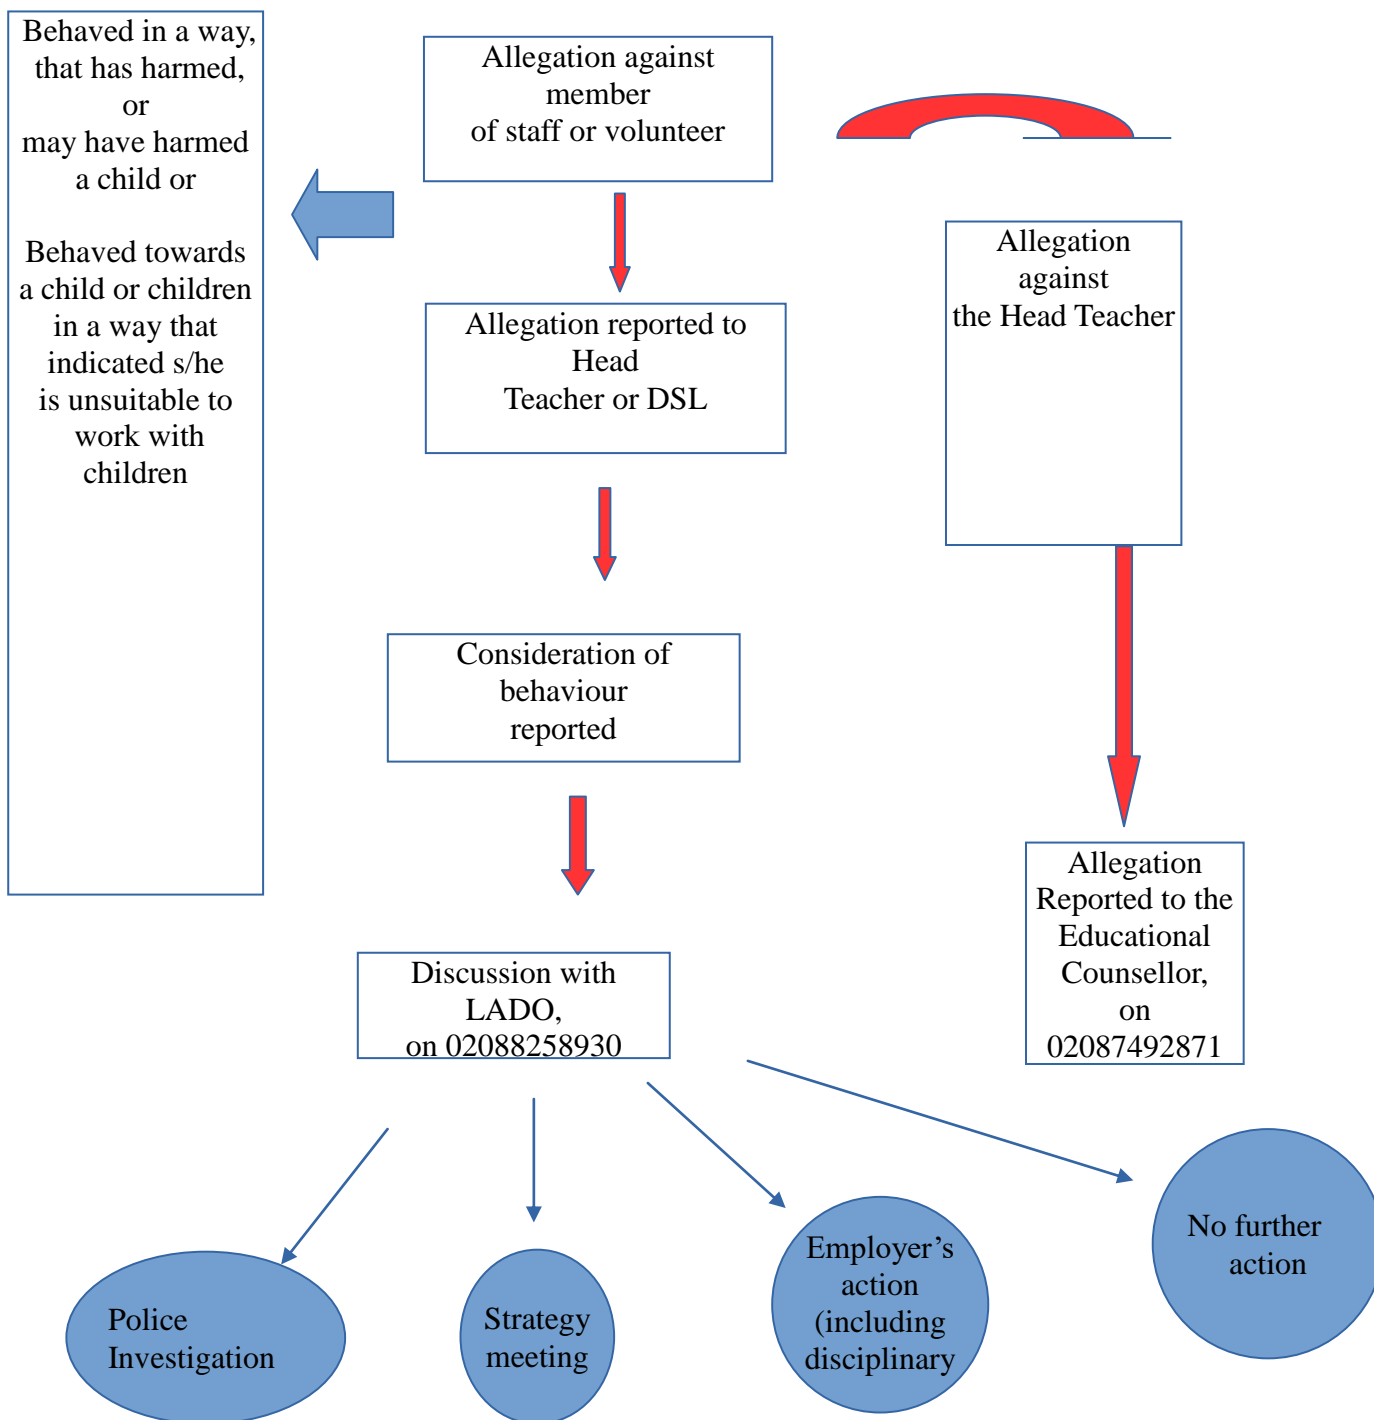 Behaved in a way,
that has harmed,
or
may have harmed
a child or
Behaved towards
a child or children
in a way that
indicated s/he
is unsuitable to
work with
children
Allegation against
member
of staff or volunteer
Allegation reported to
Head
Teacher or DSL
Consideration of
behaviour
reported
Discussion with
LADO,
on 02088258930
Allegation
against
the Head Teacher
Allegation
Reported to the
Educational
Counsellor,
on
02087492871
Police
Investigation
Strategy
meeting
Employer’s
action
(including
disciplinary
No further
action